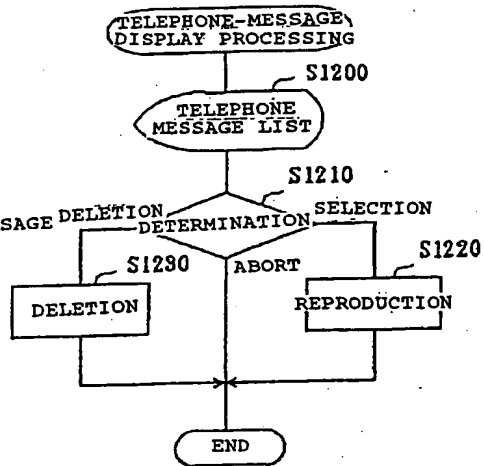 TELEPHONE-MESSAGE
DISPLAY PROCESSING
S1200
TELEPHONE
MESSAGE LIST
S1210
SAGE DELETION
DETERMINATION
SELECTION
S1230
ABORT
S1220
DELETION
REPRODUCTION
END